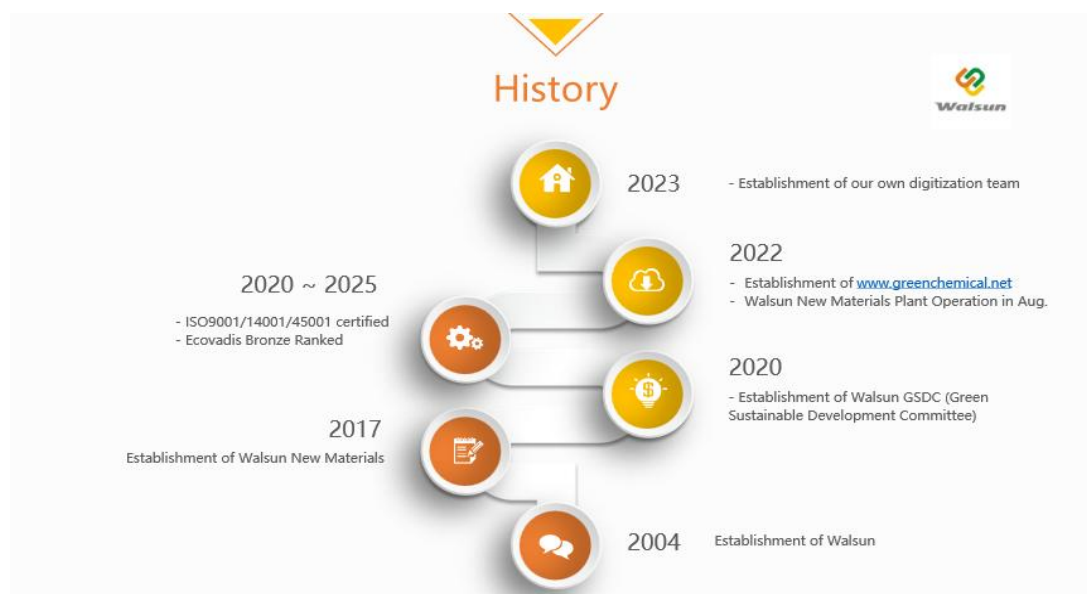 History
Walsun
2023
- Establishment of our own digitization team
2022
- Establishment of www.greenchemical.net
- Walsun New Materials Plant Operation in Aug.
2020 ~ 2025
- ISO9001/14001/45001 certified
- Ecovadis Bronze Ranked
2020
- Establishment of Walsun GSDC (Green
Sustainable Development Committee)
2017
Establishment of Walsun New Materials
2004
Establishment of Walsun